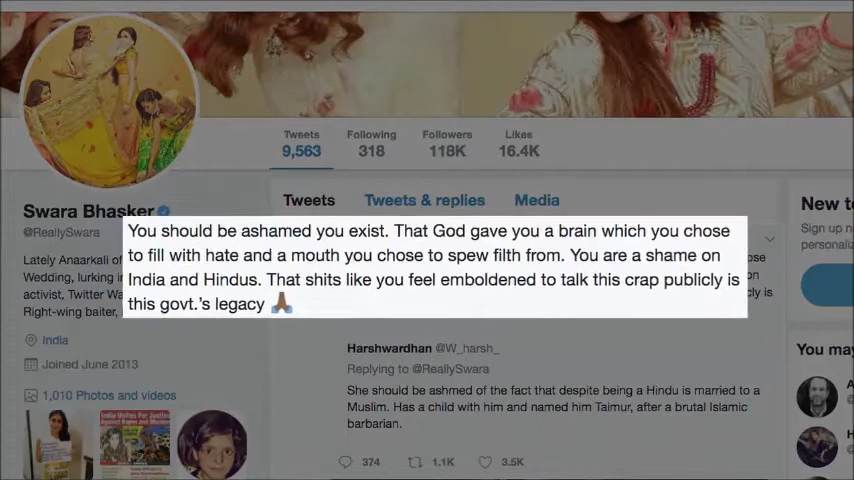 Tweets Following Followers Likes
9,563 318 118K 16.4K
Tweets Tweets & replies Media
New to
Sign up no
personaliz
Swara Bhasker
@ReallySwara
Lately Anaarkali of
Wedding, lurking in
activist, Twitter Wa
Right-wing baiter,
India
Joined June 2013
1,010 Photos and videos
You should be ashamed you exist. That God gave you a brain which you chose
to fill with hate and a mouth you chose to spew filth from. You are a shame on
India and Hindus. That shits like you feel emboldened to talk this crap publicly is
this govt.'s legacy 🙏🏾
Harshwardhan @W_harsh_
Replying to @ReallySwara
She should be ashmed of the fact that despite being a Hindu is married to a
Muslim. Has a child with him and named him Taimur, after a brutal Islamic
barbarian.
374 1.1K 3.5K
You may